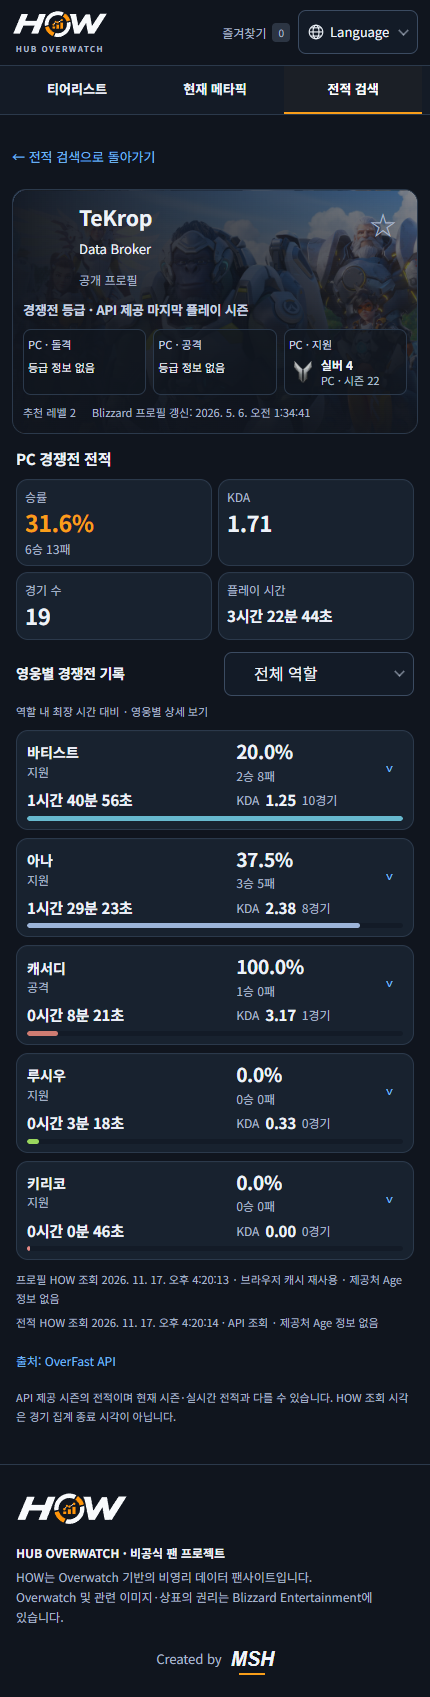 HOW
HUB OVERWATCH
즐겨찾기 0
Language
티어리스트 현재 메타픽 전적 검색
← 전적 검색으로 돌아가기
TeKrop
Data Broker
공개 프로필
경쟁전 등급 · API 제공 마지막 플레이 시즌
PC · 돌격
등급 정보 없음
PC · 공격
등급 정보 없음
PC · 지원
실버 4
PC · 시즌 22
추천 레벨 2 Blizzard 프로필 갱신: 2026. 5. 6. 오전 1:34:41
PC 경쟁전 전적
승률
31.6%
6승 13패
KDA
1.71
경기 수
19
플레이 시간
3시간 22분 44초
영웅별 경쟁전 기록
전체 역할
역할 내 최장 시간 대비 · 영웅별 상세 보기
바티스트 20.0%
지원 2승 8패
1시간 40분 56초 KDA 1.25 10경기
아나 37.5%
지원 3승 5패
1시간 29분 23초 KDA 2.38 8경기
캐서디 100.0%
공격 1승 0패
0시간 8분 21초 KDA 3.17 1경기
루시우 0.0%
지원 0승 0패
0시간 3분 18초 KDA 0.33 0경기
키리코 0.0%
지원 0승 0패
0시간 0분 46초 KDA 0.00 0경기
프로필 HOW 조회 2026. 11. 17. 오후 4:20:13 · 브라우저 캐시 재사용 · 제공처 Age
정보 없음
전적 HOW 조회 2026. 11. 17. 오후 4:20:14 · API 조회 · 제공처 Age 정보 없음
출처: OverFast API
API 제공 시즌의 전적이며 현재 시즌·실시간 전적과 다를 수 있습니다. HOW 조회 시각
은 경기 집계 종료 시각이 아닙니다.
HOW
HUB OVERWATCH · 비공식 팬 프로젝트
HOW는 Overwatch 기반의 비영리 데이터 팬사이트입니다.
Overwatch 및 관련 이미지·상표의 권리는 Blizzard Entertainment에
있습니다.
Created by MSH